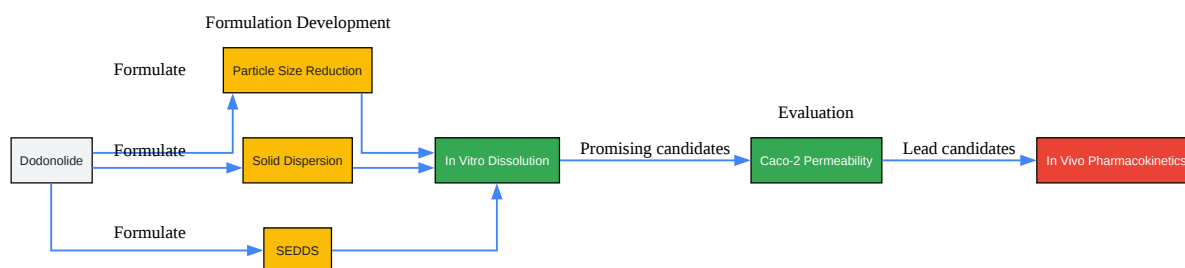 Formulation Development
Formulate
Particle Size Reduction
Evaluation
Dodonolide
Formulate
Solid Dispersion
In Vitro Dissolution
Promising candidates
Caco-2 Permeability
Lead candidates
In Vivo Pharmacokinetics
Formulate
SEDDS